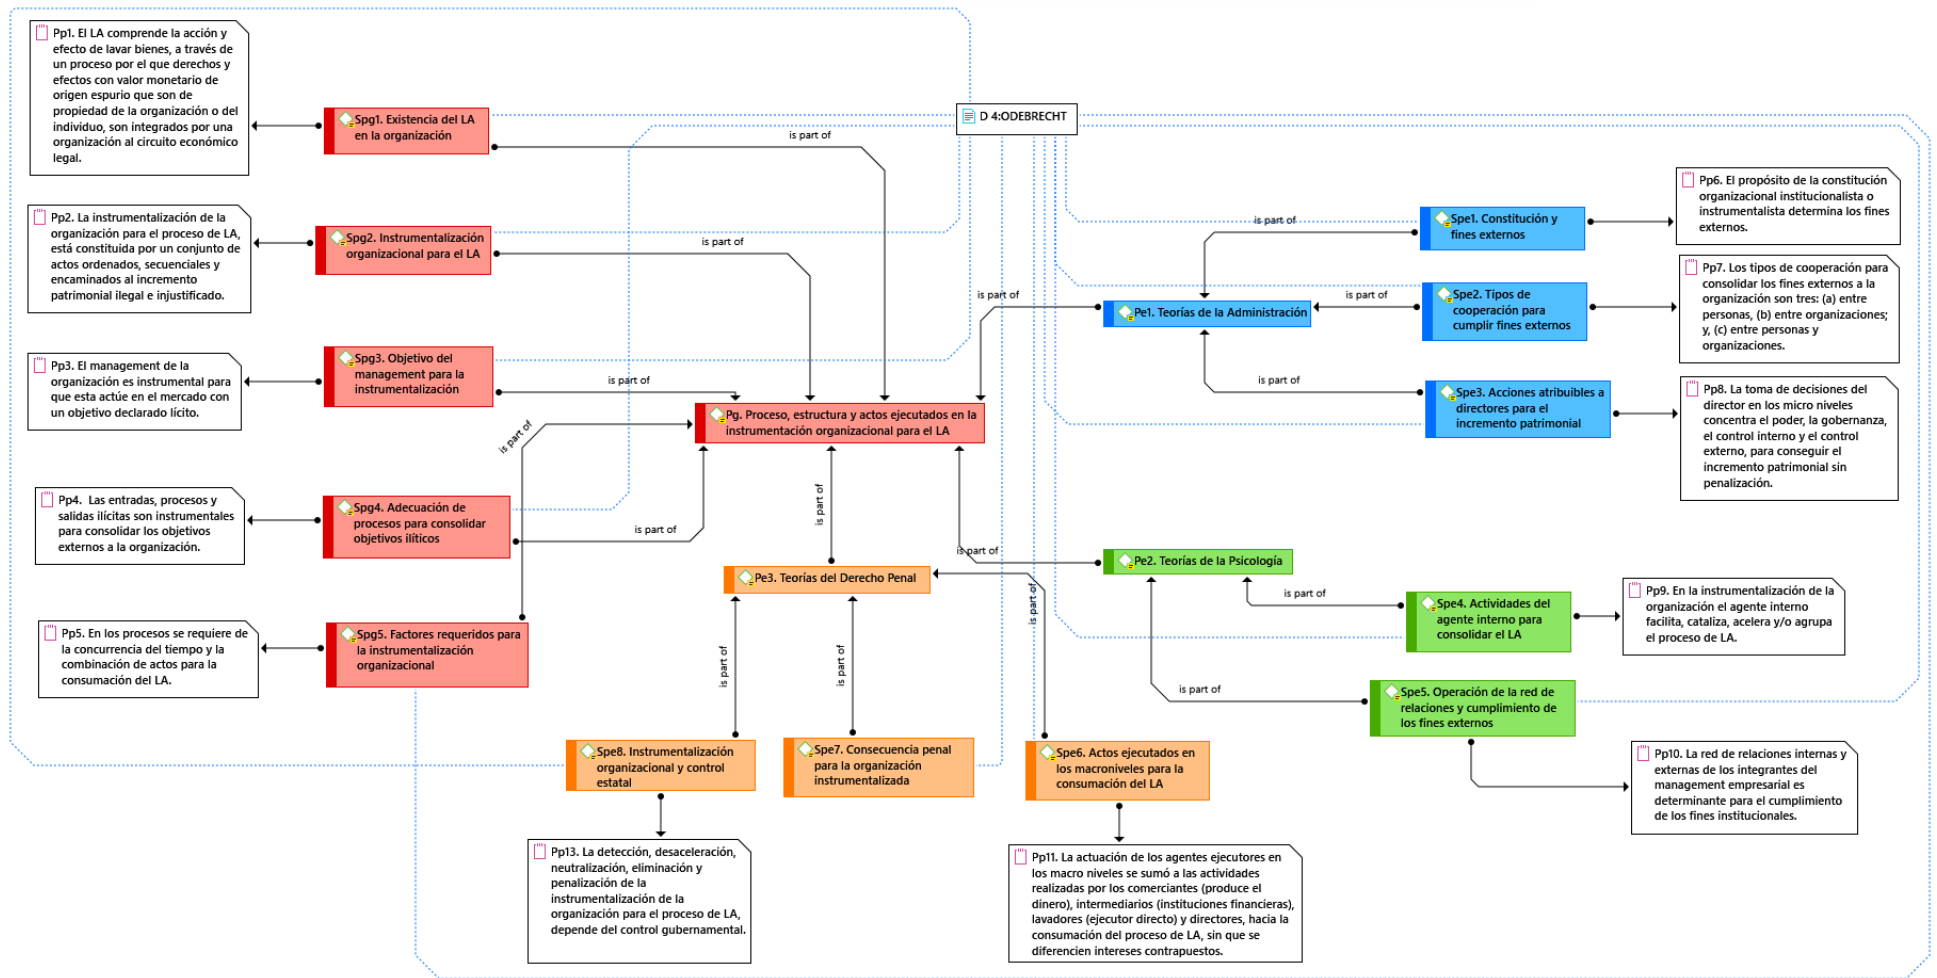 Pp1. El LA comprende la acción y
efecto de lavar bienes, a través de
un proceso por el que derechos y
efectos con valor monetario de
origen espurio que son de
propiedad de la organización o del
individuo, son integrados por una
organización al circuito económico
legal.
Spg1. Existencia del LA
en la organización
is part of
D 4:ODEBRECHT
Pp2. La instrumentalización de la
organización para el proceso de LA,
está constituida por un conjunto de
actos ordenados, secuenciales y
encaminados al incremento
patrimonial ilegal e injustificado.
Spg2. Instrumentalización
organizacional para el LA
is part of
Pp3. El management de la
organización es instrumental para
que esta actúe en el mercado con
un objetivo declarado lícito.
Spg3. Objetivo del
management para la
instrumentalización
is part of
Pg. Proceso, estructura y actos ejecutados en la
instrumentación organizacional para el LA
Pp4. Las entradas, procesos y
salidas ilícitas son instrumentales
para consolidar los objetivos
externos a la organización.
Spg4. Adecuación de
procesos para consolidar
objetivos ilíticos
is part of
is part of
Pp5. En los procesos se requiere de
la concurrencia del tiempo y la
combinación de actos para la
consumación del LA.
Spg5. Factores requeridos para
la instrumentalización
organizacional
is part of
Pe1. Teorías de la Administración
is part of
Spe1. Constitución y
fines externos
is part of
Pp6. El propósito de la constitución
organizacional institucionalista o
instrumentalista determina los fines
externos.
Spe2. Tipos de
cooperación para
cumplir fines externos
is part of
Pp7. Los tipos de cooperación para
consolidar los fines externos a la
organización son tres: (a) entre
personas, (b) entre organizaciones;
y, (c) entre personas y
organizaciones.
Spe3. Acciones atribuibles a
directores para el
incremento patrimonial
is part of
Pp8. La toma de decisiones del
director en los micro niveles
concentra el poder, la gobernanza,
el control interno y el control
externo, para conseguir el
incremento patrimonial sin
penalización.
Pe2. Teorías de la Psicología
is part of
Spe4. Actividades del
agente interno para
consolidar el LA
is part of
Pp9. En la instrumentalización de la
organización el agente interno
facilita, cataliza, acelera y/o agrupa
el proceso de LA.
Spe5. Operación de la red de
relaciones y cumplimiento de
los fines externos
is part of
Pp10. La red de relaciones internas y
externas de los integrantes del
management empresarial es
determinante para el cumplimiento
de los fines institucionales.
Pe3. Teorías del Derecho Penal
is part of
is part of
is part of
Spe8. Instrumentalización
organizacional y control
estatal
Spe7. Consecuencia penal
para la organización
instrumentalizada
Spe6. Actos ejecutados en
los macroniveles para la
consumación del LA
Pp13. La detección, desaceleración,
neutralización, eliminación y
penalización de la
instrumentalización de la
organización para el proceso de LA,
depende del control gubernamental.
Pp11. La actuación de los agentes ejecutores en
los macro niveles se sumó a las actividades
realizadas por los comerciantes (produce el
dinero), intermediarios (instituciones financieras),
lavadores (ejecutor directo) y directores, hacia la
consumación del proceso de LA, sin que se
diferencien intereses contrapuestos.